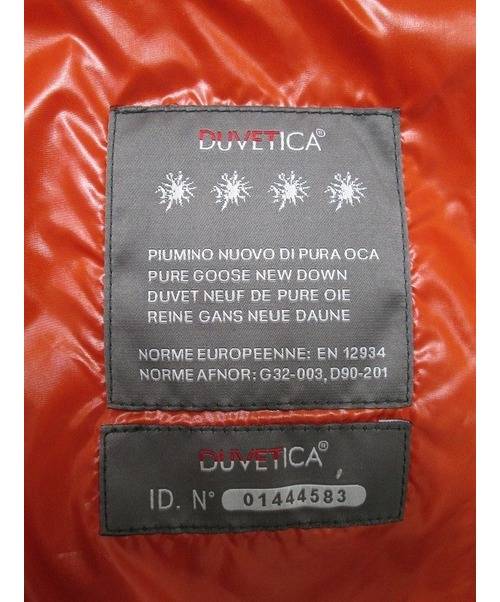 DUVETICA®
PIUMINO NUOVO DI PURA OCA
PURE GOOSE NEW DOWN
DUVET NEUF DE PURE OIE
REINE GANS NEUE DAUNE
NORME EUROPEENNE: EN 12934
NORME AFNOR: G32-003, D90-201
DUVETICA®
ID. N° 01444583